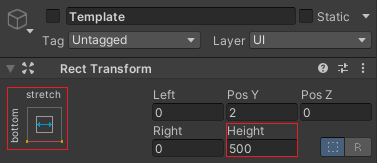 Template
Static
Tag Untagged Layer UI
Rect Transform
stretch
Left Pos Y Pos Z
0 2 0
bottom
Right Height
0 500 R